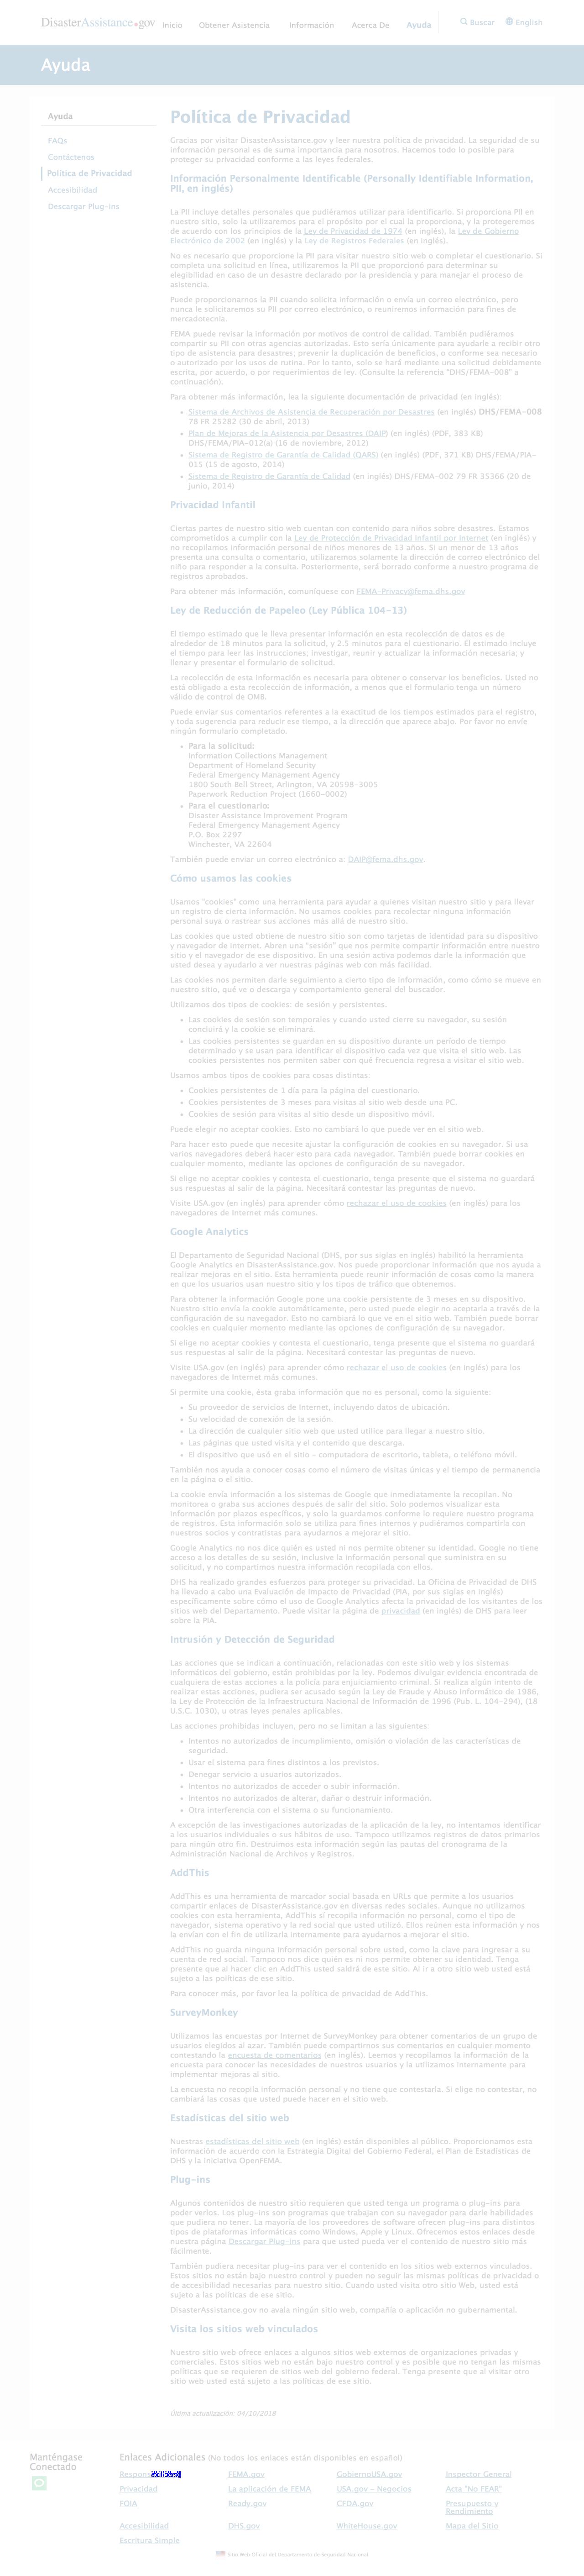 DisasterAssistance.gov Inicio Obtener Asistencia Información Acerca De Ayuda Buscar English
Ayuda
Ayuda
FAQs
Contáctenos
Política de Privacidad
Accesibilidad
Descargar Plug-ins
Política de Privacidad
Gracias por visitar DisasterAssistance.gov y leer nuestra política de privacidad. La seguridad de su
información personal es de suma importancia para nosotros. Hacemos todo lo posible para
proteger su privacidad conforme a las leyes federales.
Información Personalmente Identificable (Personally Identifiable Information,
PII, en inglés)
La PII incluye detalles personales que pudiéramos utilizar para identificarlo. Si proporciona PII en
nuestro sitio, solo la utilizaremos para el propósito por el cual la proporciona, y la protegeremos
de acuerdo con los principios de la Ley de Privacidad de 1974 (en inglés), la Ley de Gobierno
Electrónico de 2002 (en inglés) y la Ley de Registros Federales (en inglés).
No es necesario que proporcione la PII para visitar nuestro sitio web o completar el cuestionario. Si
completa una solicitud en línea, utilizaremos la PII que proporcionó para determinar su
elegibilidad en caso de un desastre declarado por la presidencia y para manejar el proceso de
asistencia.
Puede proporcionarnos la PII cuando solicita información o envía un correo electrónico, pero
nunca le solicitaremos su PII por correo electrónico, o reuniremos información para fines de
mercadotecnia.
FEMA puede revisar la información por motivos de control de calidad. También pudiéramos
compartir su PII con otras agencias autorizadas. Esto sería únicamente para ayudarle a recibir otro
tipo de asistencia para desastres, prevenir la duplicación de beneficios, o conforme sea necesario
o autorizado por los usos de rutina. Por lo tanto, solo se hará mediante una solicitud debidamente
escrita, por acuerdo, o por requerimientos de ley. (Consulte la referencia “DHS/FEMA-008” a
continuación).
Para obtener más información, lea la siguiente documentación de privacidad (en inglés):
Sistema de Archivos de Asistencia de Recuperación por Desastres (en inglés) DHS/FEMA-008
78 FR 25282 (30 de abril, 2013)
Plan de Mejoras de la Asistencia por Desastres (DAIP) (en inglés) (PDF, 383 KB)
DHS/FEMA/PIA-012(a) (16 de noviembre, 2012)
Sistema de Registro de Garantía de Calidad (QARS) (en inglés) (PDF, 371 KB) DHS/FEMA/PIA-
015 (15 de agosto, 2014)
Sistema de Registro de Garantía de Calidad (en inglés) DHS/FEMA-002 79 FR 35366 (20 de
junio, 2014)
Privacidad Infantil
Ciertas partes de nuestro sitio web cuentan con contenido para niños sobre desastres. Estamos
comprometidos a cumplir con la Ley de Protección de Privacidad Infantil por Internet (en inglés) y
no recopilamos información personal de niños menores de 13 años. Si un menor de 13 años
presenta una consulta o comentario, utilizaremos solamente la dirección de correo electrónico del
niño para responder a la consulta. Posteriormente, será borrado conforme a nuestro programa de
registros aprobados.
Para obtener más información, comuníquese con FEMA-Privacy@fema.dhs.gov
Ley de Reducción de Papeleo (Ley Pública 104-13)
El tiempo estimado que le lleva presentar información en esta recolección de datos es de
alrededor de 18 minutos para la solicitud, y 2.5 minutos para el cuestionario. El estimado incluye
el tiempo para leer las instrucciones; investigar, reunir y actualizar la información necesaria; y
llenar y presentar el formulario de solicitud.
La recolección de esta información es necesaria para obtener o conservar los beneficios. Usted no
está obligado a esta recolección de información, a menos que el formulario tenga un número
válido de control de OMB.
Puede enviar sus comentarios referentes a la exactitud de los tiempos estimados para el registro,
y toda sugerencia para reducir ese tiempo, a la dirección que aparece abajo. Por favor no envíe
ningún formulario completado.
Para la solicitud:
Information Collections Management
Department of Homeland Security
Federal Emergency Management Agency
1800 South Bell Street, Arlington, VA 20598-3005
Paperwork Reduction Project (1660-0002)
Para el cuestionario:
Disaster Assistance Improvement Program
Federal Emergency Management Agency
P.O. Box 2297
Winchester, VA 22604
También puede enviar un correo electrónico a: DAIP@fema.dhs.gov.
Cómo usamos las cookies
Usamos “cookies” como una herramienta para ayudar a quienes visitan nuestro sitio y para llevar
un registro de cierta información. No usamos cookies para recolectar ninguna información
personal suya o rastrear sus acciones más allá de nuestro sitio.
Las cookies que usted obtiene de nuestro sitio son como tarjetas de identidad para su dispositivo
y navegador de internet. Abren una “sesión” que nos permite compartir Información entre nuestro
sitio y el navegador de ese dispositivo. En una sesión activa podemos darle la información que
usted desea y ayudarlo a ver nuestras páginas web con más facilidad.
Las cookies nos permiten darle seguimiento a cierto tipo de información, como cómo se mueve en
nuestro sitio, qué ve o descarga y comportamiento general del buscador.
Utilizamos dos tipos de cookies: de sesión y persistentes.
Las cookies de sesión son temporales y cuando usted cierre su navegador, su sesión
concluirá y la cookie se eliminará.
Las cookies persistentes se guardan en su dispositivo durante un período de tiempo
determinado y se usan para identificar el dispositivo cada vez que visita el sitio web. Las
cookies persistentes nos permiten saber con qué frecuencia regresa a visitar el sitio web.
Usamos ambos tipos de cookies para cosas distintas:
Cookies persistentes de 1 día para la página del cuestionario.
Cookies persistentes de 3 meses para visitas al sitio web desde una PC.
Cookies de sesión para visitas al sitio desde un dispositivo móvil.
Puede elegir no aceptar cookies. Esto no cambiará lo que puede ver en el sitio web.
Para hacer esto puede que necesite ajustar la configuración de cookies en su navegador. Si usa
varios navegadores deberá hacer esto para cada navegador. También puede borrar cookies en
cualquier momento, mediante las opciones de configuración de su navegador.
Si elige no aceptar cookies y contesta el cuestionario, tenga presente que el sistema no guardará
sus respuestas al salir de la página. Necesitará contestar las preguntas de nuevo.
Visite USA.gov (en inglés) para aprender cómo rechazar el uso de cookies (en inglés) para los
navegadores de Internet más comunes.
Google Analytics
El Departamento de Seguridad Nacional (DHS, por sus siglas en inglés) habilitó la herramienta
Google Analytics en DisasterAssistance.gov. Nos puede proporcionar información que nos ayuda a
realizar mejoras en el sitio. Esta herramienta puede reunir información de cosas como la manera
en que los usuarios usan nuestro sitio y los tipos de tráfico que obtenemos.
Para obtener la información Google pone una cookie persistente de 3 meses en su dispositivo.
Nuestro sitio envía la cookie automáticamente, pero usted puede elegir no aceptarla a través de la
configuración de su navegador. Esto no cambiará lo que ve en el sitio web. También puede borrar
cookies en cualquier momento mediante las opciones de configuración de su navegador.
Si elige no aceptar cookies y contesta el cuestionario, tenga presente que el sistema no guardará
sus respuestas al salir de la página. Necesitará contestar las preguntas de nuevo.
Visite USA.gov (en inglés) para aprender cómo rechazar el uso de cookies (en inglés) para los
navegadores de Internet más comunes.
Si permite una cookie, ésta graba información que no es personal, como la siguiente:
Su proveedor de servicios de Internet, incluyendo datos de ubicación.
Su velocidad de conexión de la sesión.
La dirección de cualquier sitio web que usted utilice para llegar a nuestro sitio.
Las páginas que usted visita y el contenido que descarga.
El dispositivo que usó en el sitio – computadora de escritorio, tableta, o teléfono móvil.
También nos ayuda a conocer cosas como el número de visitas únicas y el tiempo de permanencia
en la página o el sitio.
La cookie envía información a los sistemas de Google que inmediatamente la recopilan. No
monitorea o graba sus acciones después de salir del sitio. Solo podemos visualizar esta
información por plazos específicos, y solo la guardamos conforme lo requiere nuestro programa
de registros. Esta información solo se utiliza para fines internos y pudiéramos compartirla con
nuestros socios y contratistas para ayudarnos a mejorar el sitio.
Google Analytics no nos dice quién es usted ni nos permite obtener su identidad. Google no tiene
acceso a los detalles de su sesión, inclusive la información personal que suministra en su
solicitud, y no compartimos nuestra información recopilada con ellos.
DHS ha realizado grandes esfuerzos para proteger su privacidad. La Oficina de Privacidad de DHS
ha llevado a cabo una Evaluación de Impacto de Privacidad (PIA, por sus siglas en inglés)
específicamente sobre cómo el uso de Google Analytics afecta la privacidad de los visitantes de los
sitios web del Departamento. Puede visitar la página de privacidad (en inglés) de DHS para leer
sobre la PIA.
Intrusión y Detección de Seguridad
Las acciones que se indican a continuación, relacionadas con este sitio web y los sistemas
informáticos del gobierno, están prohibidas por la ley. Podemos divulgar evidencia encontrada de
cualquiera de estas acciones a la policía para enjuiciamiento criminal. Si realiza algún intento de
realizar estas acciones, pudiera ser acusado según la Ley de Fraude y Abuso Informático de 1986,
la Ley de Protección de la Infraestructura Nacional de Información de 1996 (Pub. L. 104-294), (18
U.S.C. 1030), u otras leyes penales aplicables.
Las acciones prohibidas incluyen, pero no se limitan a las siguientes:
Intentos no autorizados de incumplimiento, omisión o violación de las características de
seguridad.
Usar el sistema para fines distintos a los previstos.
Denegar servicio a usuarios autorizados.
Intentos no autorizados de acceder o subir información.
Intentos no autorizados de alterar, dañar o destruir información.
Otra interferencia con el sistema o su funcionamiento.
A excepción de las investigaciones autorizadas de la aplicación de la ley, no intentamos identificar
a los usuarios individuales o sus hábitos de uso. Tampoco utilizamos registros de datos primarios
para ningún otro fin. Destruimos esta información según las pautas del cronograma de la
Administración Nacional de Archivos y Registros.
AddThis
AddThis es una herramienta de marcador social basada en URLs que permite a los usuarios
compartir enlaces de DisasterAssistance.gov en diversas redes sociales. Aunque no utilizamos
cookies con esta herramienta, AddThis sí recopila información no personal, como el tipo de
navegador, sistema operativo y la red social que usted utilizó. Ellos reúnen esta información y nos
la envían con el fin de utilizarla internamente para ayudarnos a mejorar el sitio.
AddThis no guarda ninguna información personal sobre usted, como la clave para ingresar a su
cuenta de red social. Tampoco nos dice quién es ni nos permite obtener su identidad. Tenga
presente que al hacer clic en AddThis usted saldrá de este sitio. Al ir a otro sitio web usted está
sujeto a las políticas de ese sitio.
Para conocer más, por favor lea la política de privacidad de AddThis.
SurveyMonkey
Utilizamos las encuestas por Internet de SurveyMonkey para obtener comentarios de un grupo de
usuarios elegidos al azar. También puede compartirnos sus comentarios en cualquier momento
contestando la encuesta de comentarios (en inglés). Leemos y recopilamos la información de la
encuesta para conocer las necesidades de nuestros usuarios y la utilizamos internamente para
implementar mejoras al sitio.
La encuesta no recopila información personal y no tiene que contestarla. Si elige no contestar, no
cambiará las cosas que usted puede hacer en el sitio web.
Estadísticas del sitio web
Nuestras estadísticas del sitio web (en inglés) están disponibles al público. Proporcionamos esta
información de acuerdo con la Estrategia Digital del Gobierno Federal, el Plan de Estadísticas de
DHS y la iniciativa OpenFEMA.
Plug-ins
Algunos contenidos de nuestro sitio requieren que usted tenga un programa o plug-ins para
poder verlos. Los plug-ins son programas que trabajan con su navegador para darle habilidades
que pudiera no tener. La mayoría de los proveedores de software ofrecen plug-ins para distintos
tipos de plataformas informáticas como Windows, Apple y Linux. Ofrecemos estos enlaces desde
nuestra página Descargar Plug-ins para que usted pueda ver el contenido de nuestro sitio más
fácilmente.
También pudiera necesitar plug-ins para ver el contenido en los sitios web externos vinculados.
Estos sitios no están bajo nuestro control y pueden no seguir las mismas políticas de privacidad o
de accesibilidad necesarias para nuestro sitio. Cuando usted visita otro sitio Web, usted está
sujeto a las políticas de ese sitio.
DisasterAssistance.gov no avala ningún sitio web, compañía o aplicación no gubernamental.
Visita los sitios web vinculados
Nuestro sitio web ofrece enlaces a algunos sitios web externos de organizaciones privadas y
comerciales. Estos sitios web no están bajo nuestro control y es posible que no tengan las mismas
políticas que se requieren de sitios web del gobierno federal. Tenga presente que al visitar otro
sitio web usted está sujeto a las políticas de ese sitio.
Última actualización: 04/10/2018
Manténgase
Conectado
Enlaces Adicionales (No todos los enlaces están disponibles en español)
FEMA.gov GobiernoUSA.gov Inspector General
Privacidad La aplicación de FEMA USA.gov - Negocios Acta "No FEAR"
FOIA Ready.gov CFDA.gov Presupuesto y
Rendimiento
Accesibilidad DHS.gov WhiteHouse.gov Mapa del Sitio
Escritura Simple
Sitio Web Oficial del Departamento de Seguridad Nacional